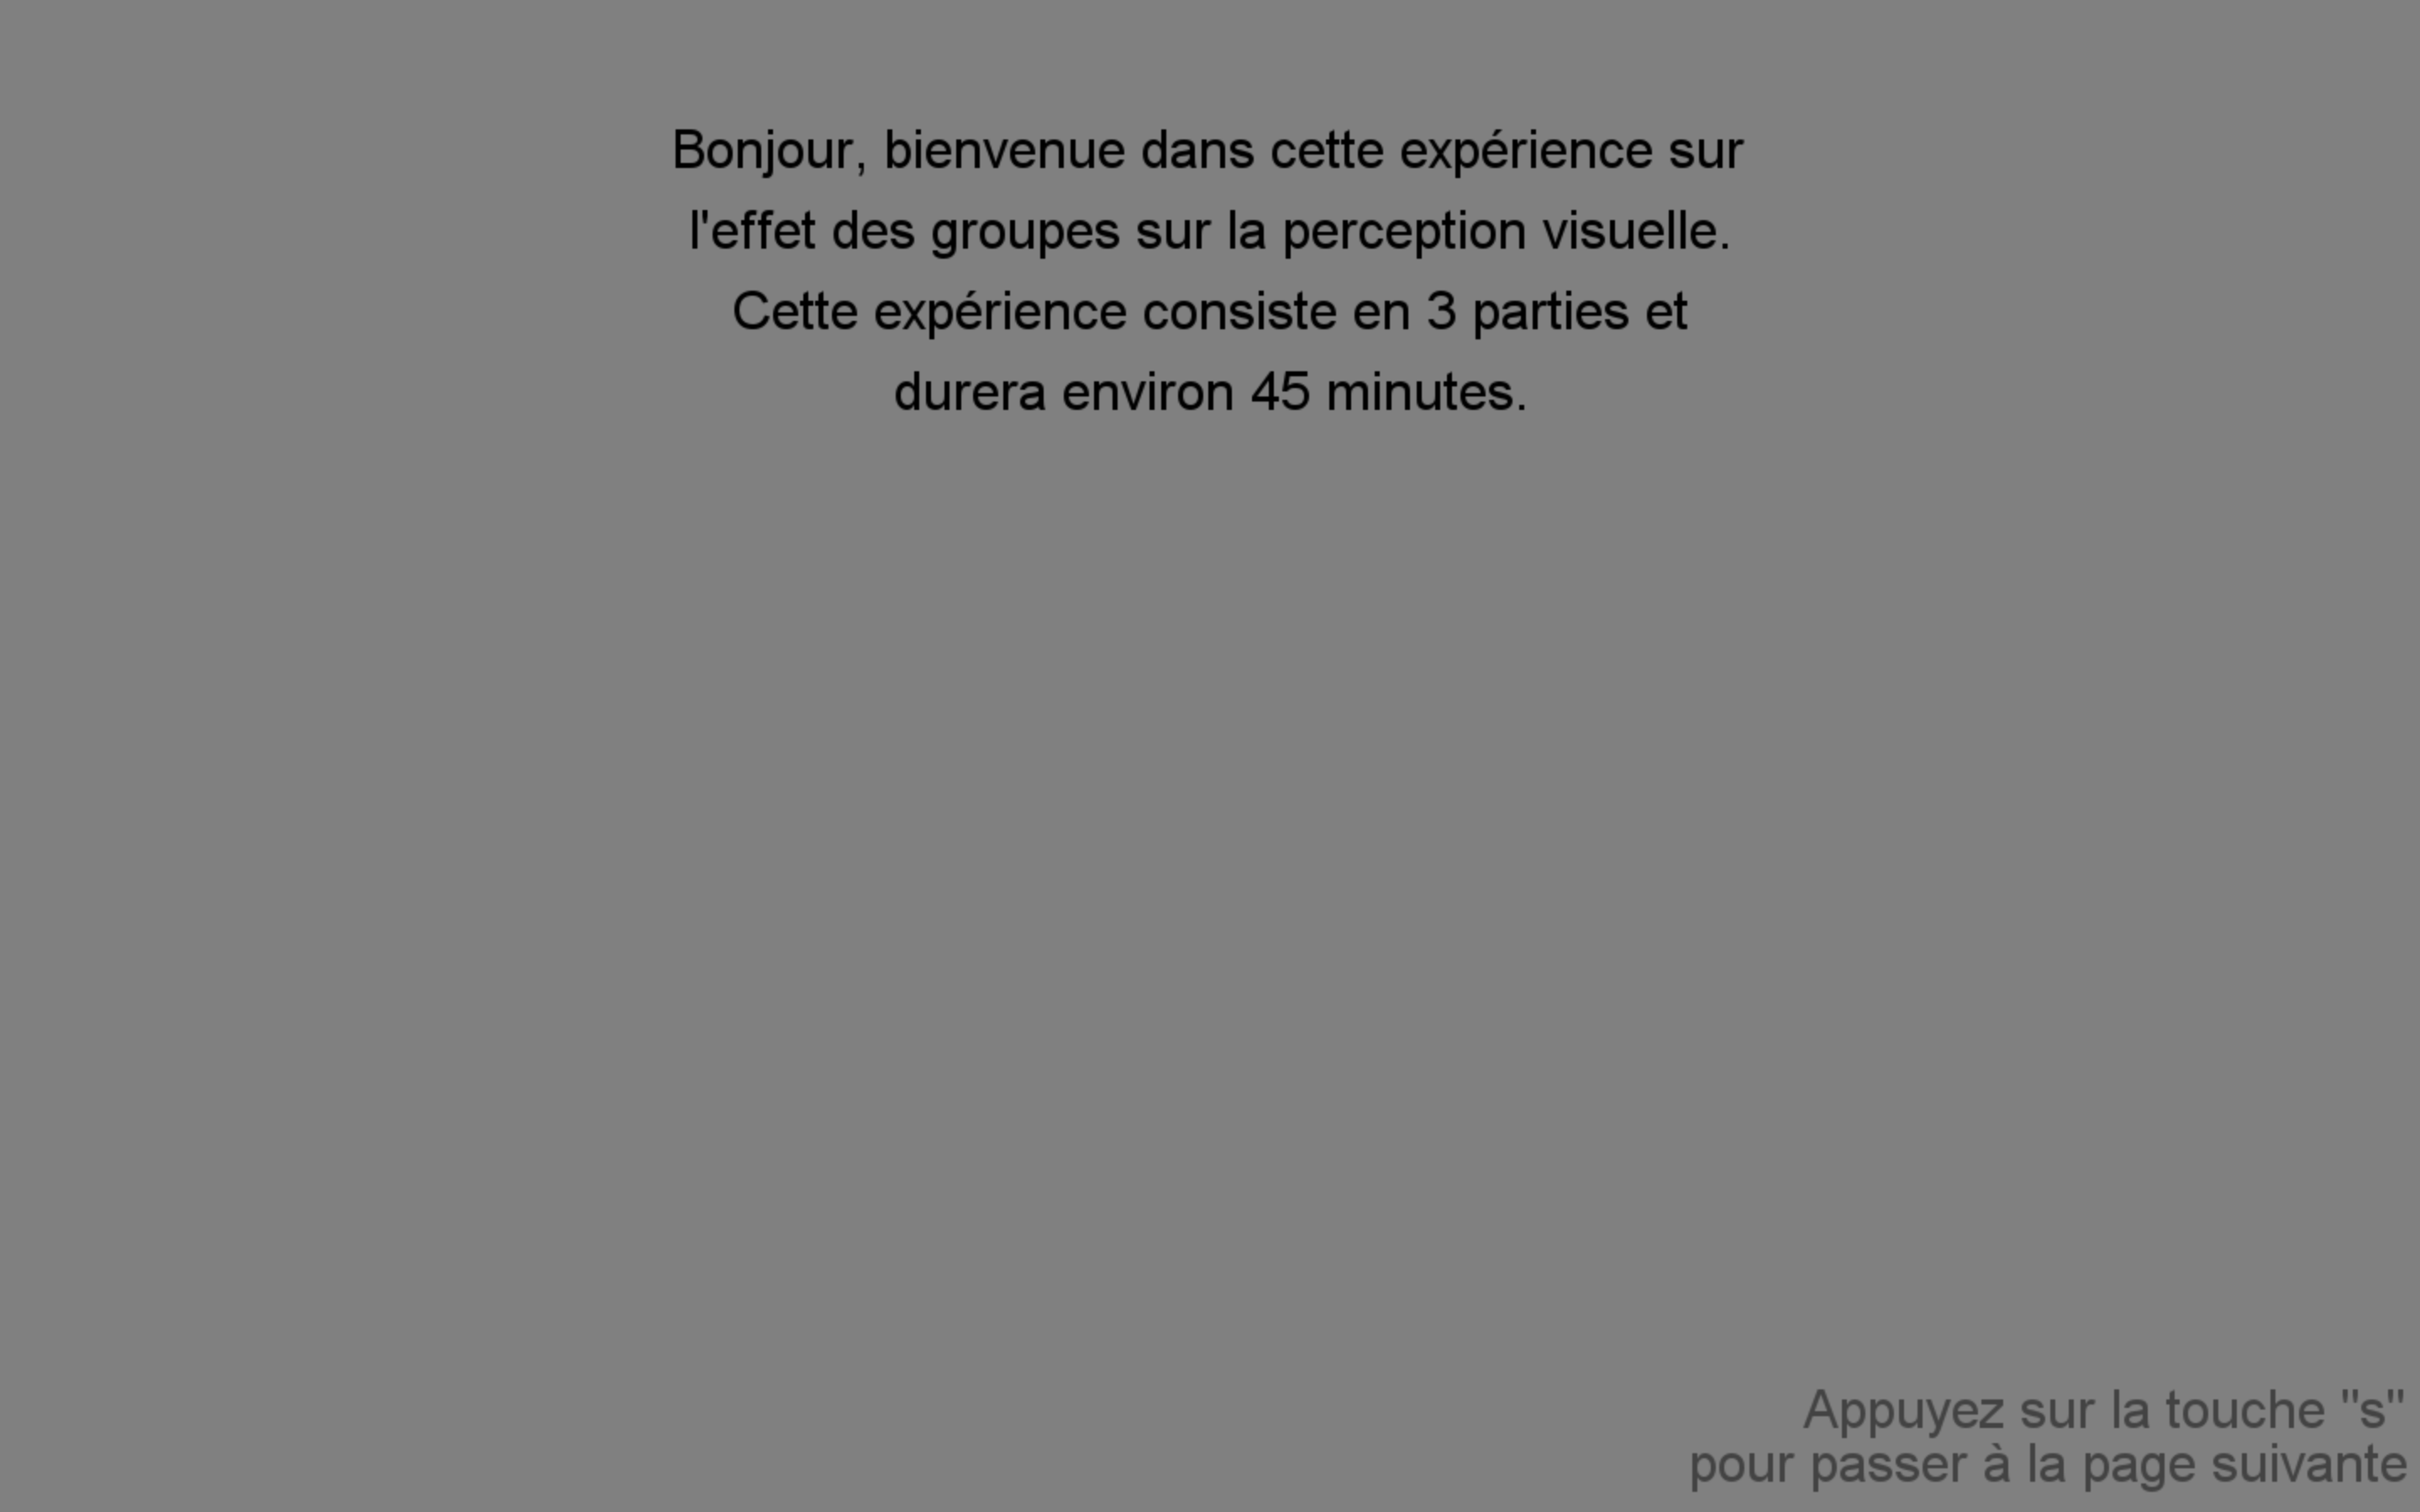 Bonjour, bienvenue dans cette expérience sur
l'effet des groupes sur la perception visuelle.
Cette expérience consiste en 3 parties et
durera environ 45 minutes.
Appuyez sur la touche "s"
pour passer à la page suivante